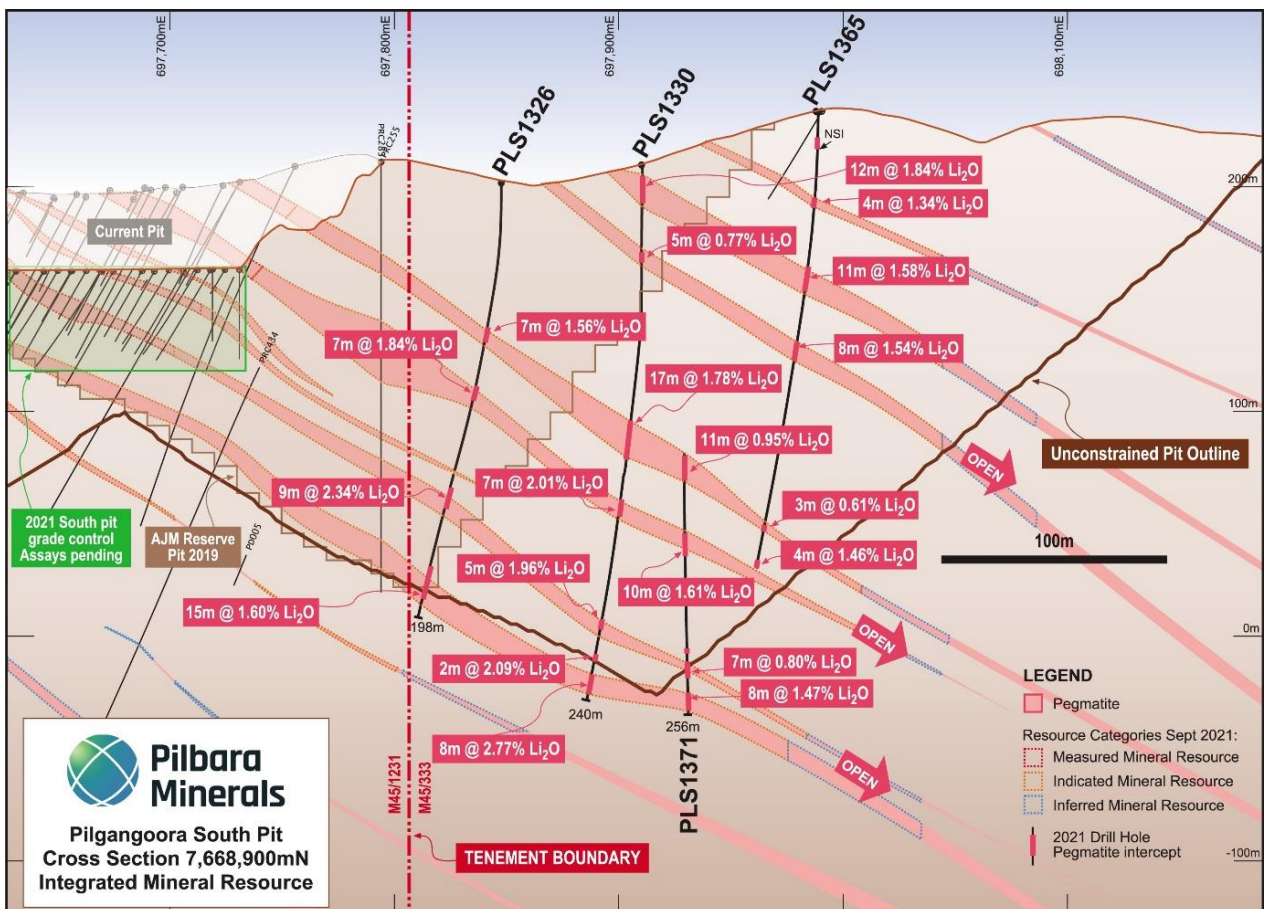 697,700mE
697,800mE
697,900mE
698,100mE
PLS1326
PLS1330
PLS1365
PRC255
NSI
12m @ 1.84% Li₂O
200m
4m @ 1.34% Li₂O
Current Pit
5m @ 0.77% Li₂O
11m @ 1.58% Li₂O
7m @ 1.56% Li₂O
7m @ 1.84% Li₂O
8m @ 1.54% Li₂O
PRC434
17m @ 1.78% Li₂O
100m
11m @ 0.95% Li₂O
Unconstrained Pit Outline
OPEN
7m @ 2.01% Li₂O
9m @ 2.34% Li₂O
3m @ 0.61% Li₂O
2021 South pit
grade control
Assays pending
AJM Reserve
Pit 2019
PD005
4m @ 1.46% Li₂O
100m
5m @ 1.96% Li₂O
10m @ 1.61% Li₂O
15m @ 1.60% Li₂O
198m
0m
OPEN
2m @ 2.09% Li₂O
7m @ 0.80% Li₂O
8m @ 1.47% Li₂O
240m
256m
8m @ 2.77% Li₂O
PLS1371
OPEN
LEGEND
Pegmatite
Resource Categories Sept 2021:
Measured Mineral Resource
Indicated Mineral Resource
Inferred Mineral Resource
2021 Drill Hole
Pegmatite intercept
-100m
M45/1231
M45/333
TENEMENT BOUNDARY
Pilbara
Minerals
Pilgangoora South Pit
Cross Section 7,668,900mN
Integrated Mineral Resource